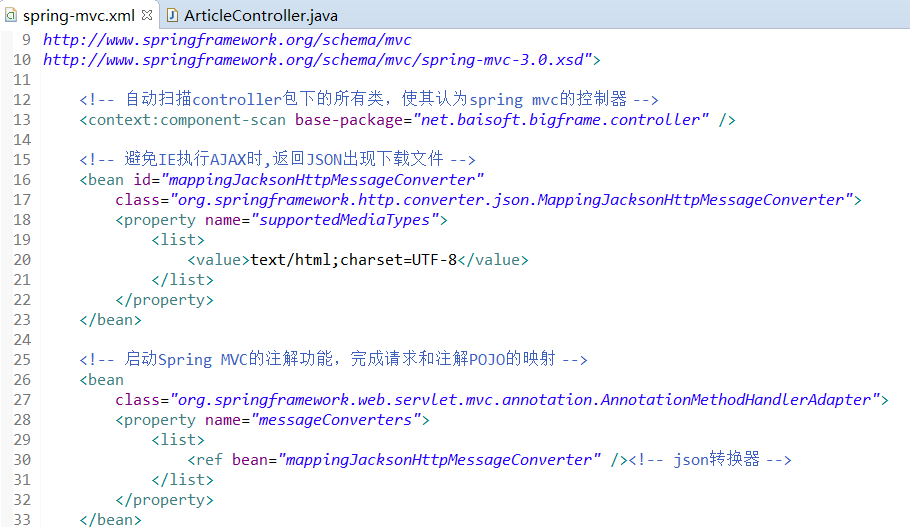 spring-mvc.xml ArticleController.java
9 http://www.springframework.org/schema/mvc
10 http://www.springframework.org/schema/mvc/spring-mvc-3.0.xsd">
11
12 <!-- 自动扫描controller包下的所有类，使其认为spring mvc的控制器 -->
13 <context:component-scan base-package="net.baisoft.bigframe.controller" />
14
15 <!-- 避免IE执行AJAX时,返回JSON出现下载文件 -->
16 <bean id="mappingJacksonHttpMessageConverter"
17 class="org.springframework.http.converter.json.MappingJacksonHttpMessageConverter">
18 <property name="supportedMediaTypes">
19 <list>
20 <value>text/html;charset=UTF-8</value>
21 </list>
22 </property>
23 </bean>
24
25 <!-- 启动Spring MVC的注解功能，完成请求和注解POJO的映射 -->
26 <bean
27 class="org.springframework.web.servlet.mvc.annotation.AnnotationMethodHandlerAdapter">
28 <property name="messageConverters">
29 <list>
30 <ref bean="mappingJacksonHttpMessageConverter" /><!-- json转换器 -->
31 </list>
32 </property>
33 </bean>